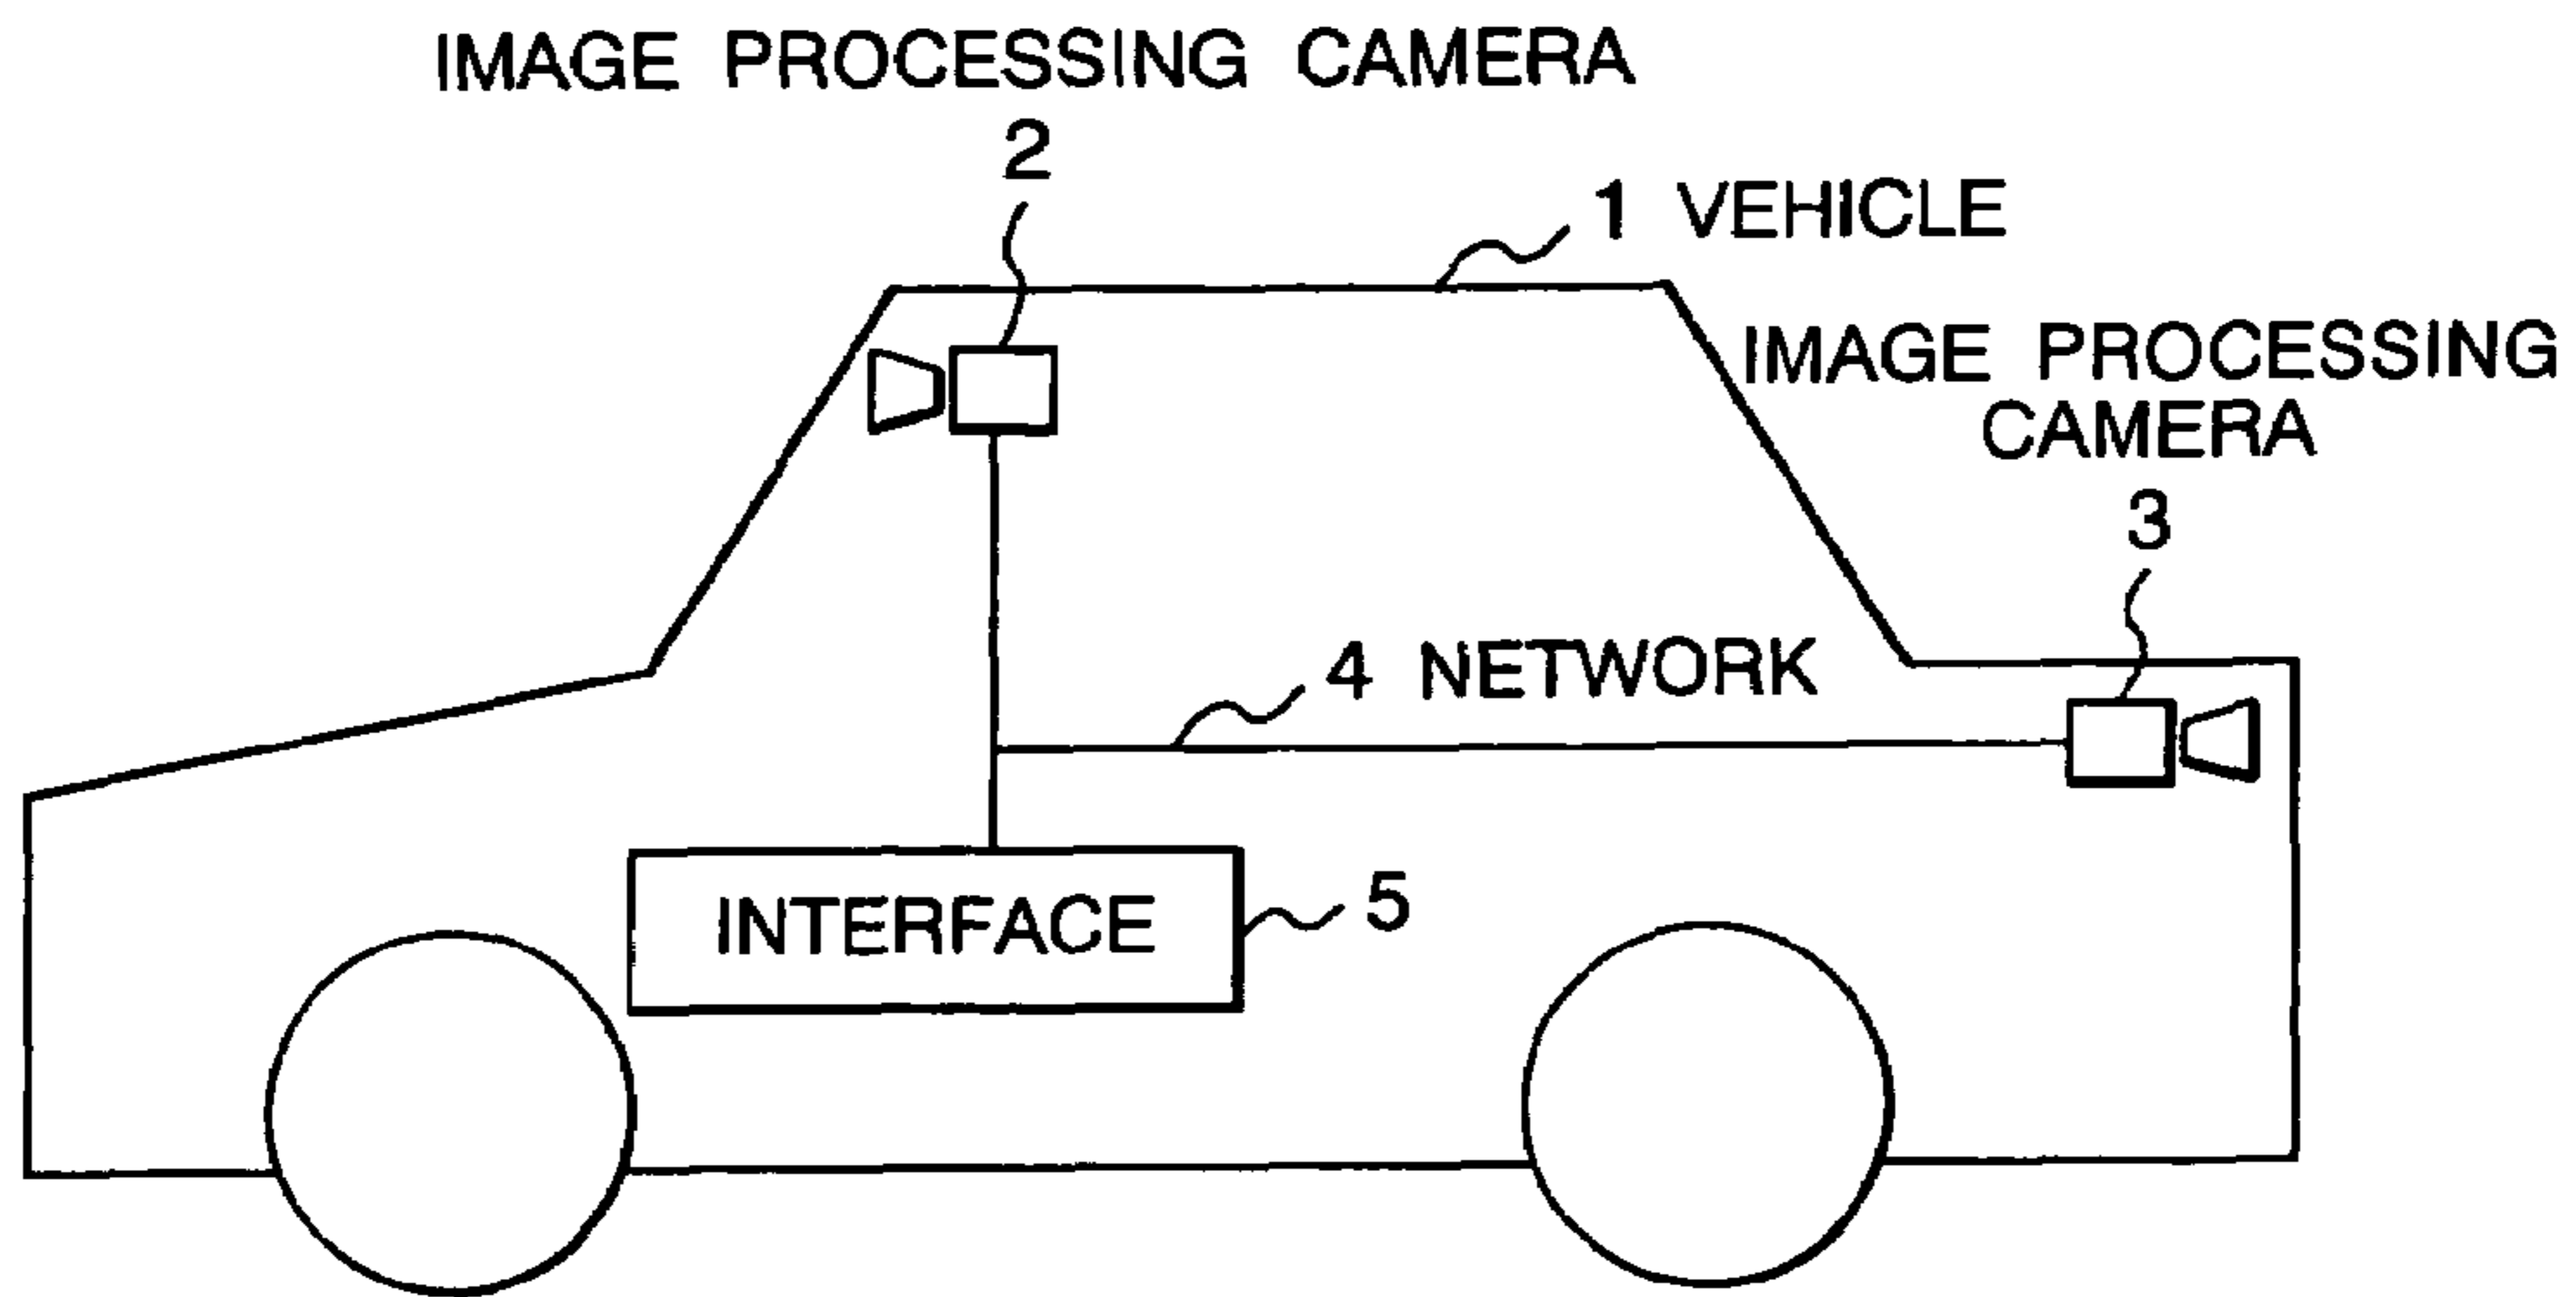 IMAGE PROCESSING CAMERA
2
1 VEHICLE
IMAGE PROCESSING
CAMERA
3
4 NETWORK
INTERFACE
5